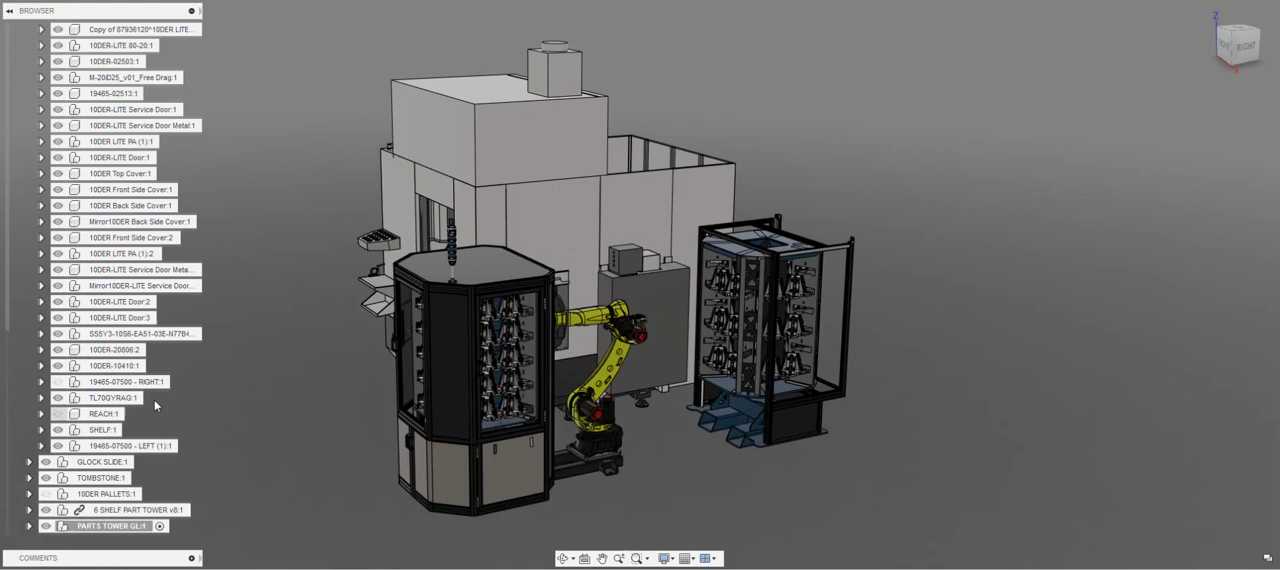 BROWSER
Copy of 87936120^10DER LITE...
10DER-LITE 80-20:1
10DER-02503:1
M-20iD25_v01_Free Drag:1
19465-02513:1
10DER-LITE Service Door:1
10DER-LITE Service Door Metal:1
10DER LITE PA (1):1
10DER-LITE Door:1
10DER Top Cover:1
10DER Front Side Cover:1
10DER Back Side Cover:1
Mirror10DER Back Side Cover:1
10DER Front Side Cover:2
10DER LITE PA (1):2
10DER-LITE Service Door Meta...
Mirror10DER-LITE Service Door...
10DER-LITE Door:2
10DER-LITE Door:3
SS5Y3-10S6-EA51-03E-N77B4...
10DER-20806:2
10DER-10410:1
19465-07500 - RIGHT:1
TL70GYRAG:1
REACH:1
SHELF:1
19465-07500 - LEFT (1):1
GLOCK SLIDE:1
TOMBSTONE:1
10DER PALLETS:1
6 SHELF PART TOWER v8:1
PARTS TOWER GL:1
COMMENTS
Z
FRONT
RIGHT
X